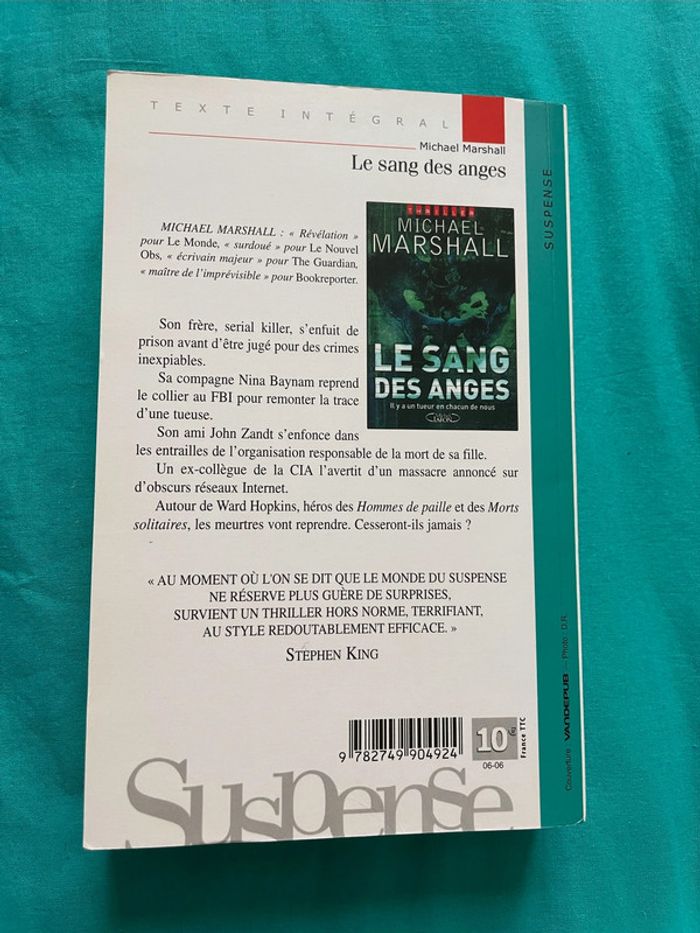 TEXTE INTÉGRAL
Michael Marshall
Le sang des anges
MICHAEL MARSHALL : « Révélation »
pour Le Monde, « surdoué » pour Le Nouvel
Obs, « écrivain majeur » pour The Guardian,
« maître de l'imprévisible » pour Bookreporter.
THRILLER
MICHAEL
MARSHALL
LE SANG
DES ANGES
Il y a un tueur en chacun de nous
Son frère, serial killer, s'enfuit de
prison avant d'être jugé pour des crimes
inexpiables.
Sa compagne Nina Baynam reprend
le collier au FBI pour remonter la trace
d'une tueuse.
Son ami John Zandt s'enfonce dans
les entrailles de l'organisation responsable de la mort de sa fille.
Un ex-collègue de la CIA l'avertit d'un massacre annoncé sur
d'obscurs réseaux Internet.
Autour de Ward Hopkins, héros des Hommes de paille et des Morts
solitaires, les meurtres vont reprendre. Cesseront-ils jamais ?
« AU MOMENT OÙ L'ON SE DIT QUE LE MONDE DU SUSPENSE
NE RÉSERVE PLUS GUÈRE DE SURPRISES,
SURVIENT UN THRILLER HORS NORME, TERRIFIANT,
AU STYLE REDOUTABLEMENT EFFICACE. »
STEPHEN KING
9 782749 904924
10
06-06
France TTC
Suspense
SUSPENSE
Couverture VANDEPUB – Photo : D.R.